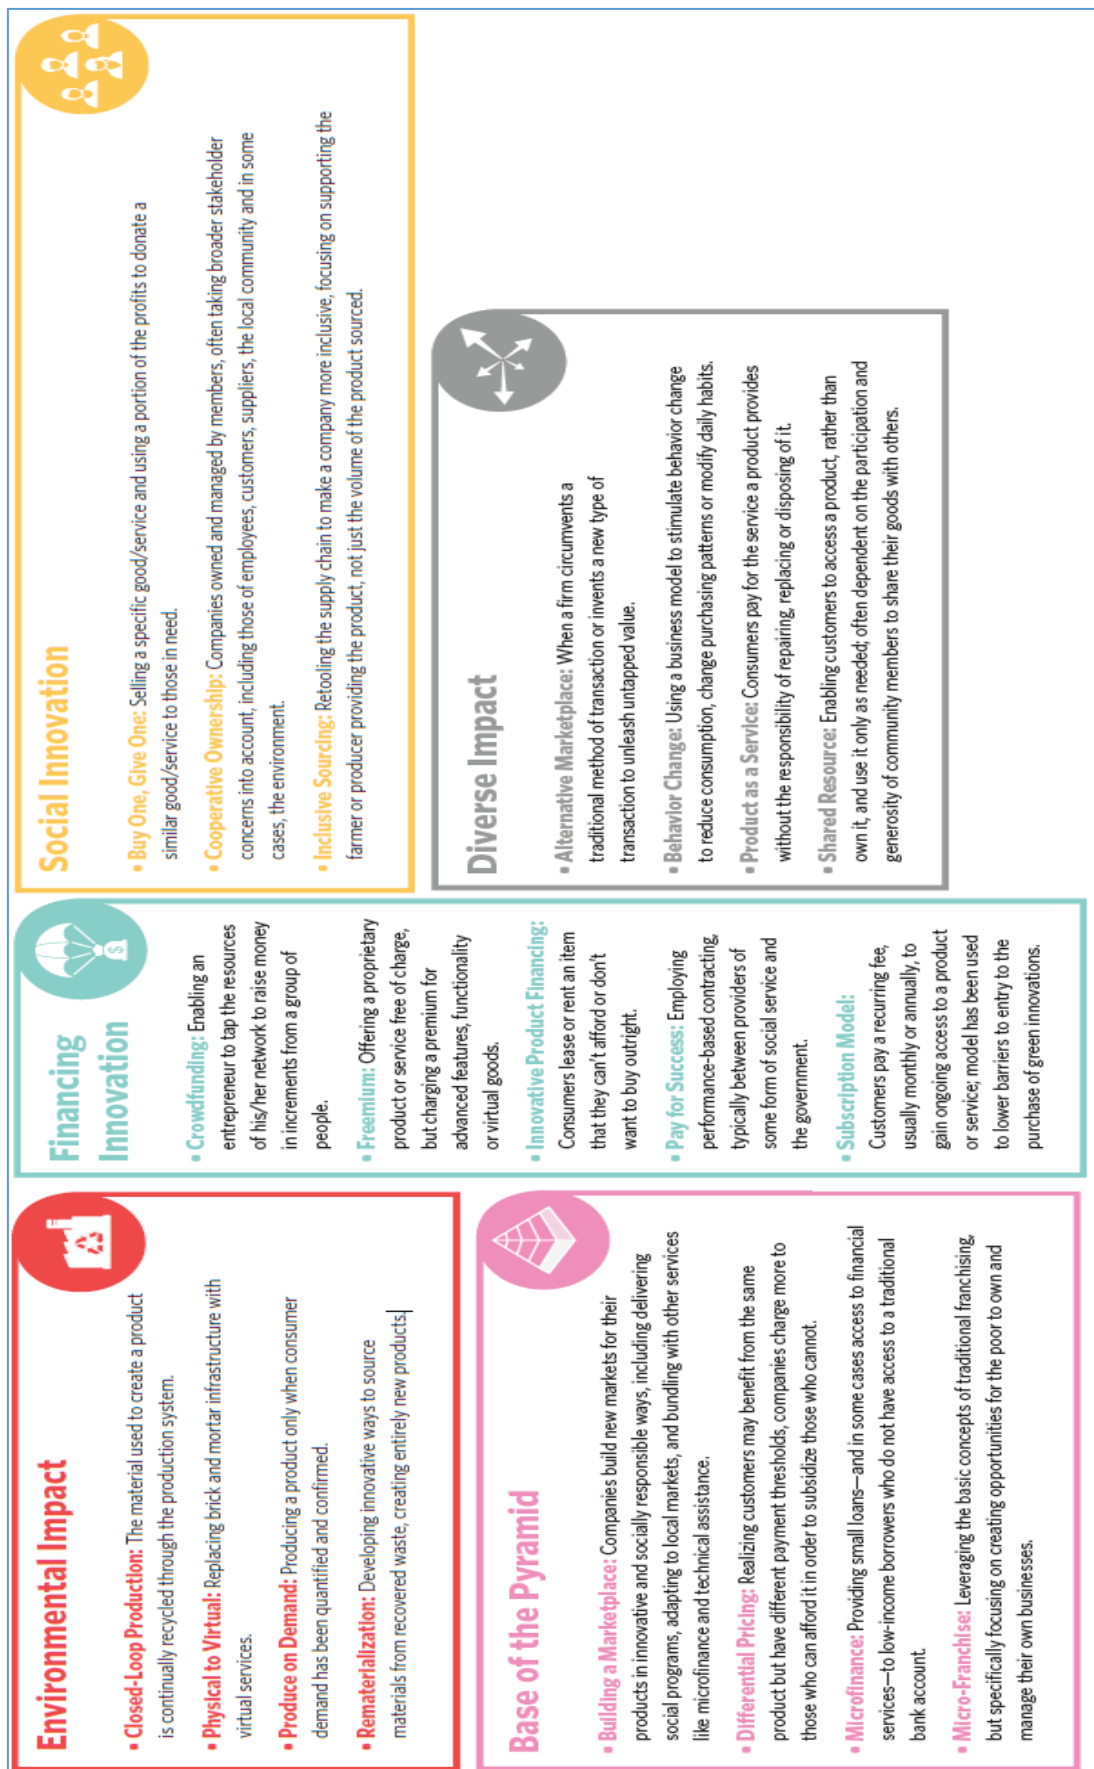 Environmental Impact
• Closed-Loop Production: The material used to create a product
is continually recycled through the production system.
• Physical to Virtual: Replacing brick and mortar infrastructure with
virtual services.
• Produce on Demand: Producing a product only when consumer
demand has been quantified and confirmed.
• Rematerialization: Developing innovative ways to source
materials from recovered waste, creating entirely new products.
Base of the Pyramid
• Building a Marketplace: Companies build new markets for their
products in innovative and socially responsible ways, including delivering
social programs, adapting to local markets, and bundling with other services
like microfinance and technical assistance.
• Differential Pricing: Realizing customers may benefit from the same
product but have different payment thresholds, companies charge more to
those who can afford it in order to subsidize those who cannot.
• Microfinance: Providing small loans—and in some cases access to financial
services—to low-income borrowers who do not have access to a traditional
bank account.
• Micro-Franchise: Leveraging the basic concepts of traditional franchising,
but specifically focusing on creating opportunities for the poor to own and
manage their own businesses.
Financing
Innovation
$
• Crowdfunding: Enabling an
entrepreneur to tap the resources
of his/her network to raise money
in increments from a group of
people.
• Freemium: Offering a proprietary
product or service free of charge,
but charging a premium for
advanced features, functionality
or virtual goods.
• Innovative Product Financing:
Consumers lease or rent an item
that they can't afford or don't
want to buy outright.
• Pay for Success: Employing
performance-based contracting,
typically between providers of
some form of social service and
the government.
• Subscription Model:
Customers pay a recurring fee,
usually monthly or annually, to
gain ongoing access to a product
or service; model has been used
to lower barriers to entry to the
purchase of green innovations.
Social Innovation
• Buy One, Give One: Selling a specific good/service and using a portion of the profits to donate a
similar good/service to those in need.
• Cooperative Ownership: Companies owned and managed by members, often taking broader stakeholder
concerns into account, including those of employees, customers, suppliers, the local community and in some
cases, the environment.
• Inclusive Sourcing: Retooling the supply chain to make a company more inclusive, focusing on supporting the
farmer or producer providing the product, not just the volume of the product sourced.
Diverse Impact
• Alternative Marketplace: When a firm circumvents a
traditional method of transaction or invents a new type of
transaction to unleash untapped value.
• Behavior Change: Using a business model to stimulate behavior change
to reduce consumption, change purchasing patterns or modify daily habits.
• Product as a Service: Consumers pay for the service a product provides
without the responsibility of repairing, replacing or disposing of it.
• Shared Resource: Enabling customers to access a product, rather than
own it, and use it only as needed; often dependent on the participation and
generosity of community members to share their goods with others.